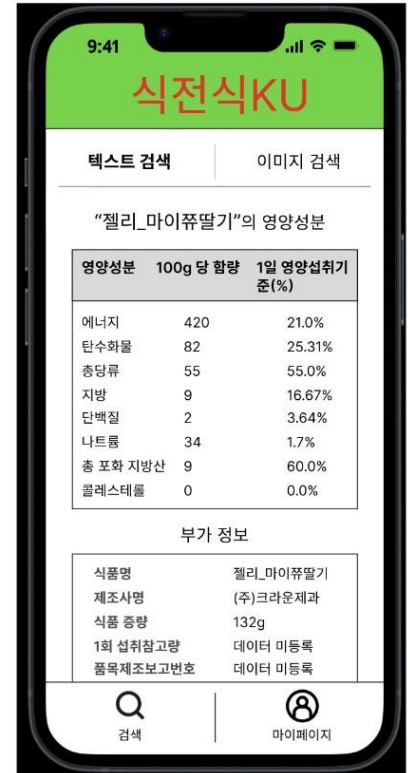 9:41
식전식KU
텍스트 검색 이미지 검색
“젤리_마이쮸딸기”의 영양성분
영양성분 100g 당 함량 1일 영양섭취기
준(%)
에너지 420 21.0%
탄수화물 82 25.31%
총당류 55 55.0%
지방 9 16.67%
단백질 2 3.64%
나트륨 34 1.7%
총 포화 지방산 9 60.0%
콜레스테롤 0 0.0%
부가 정보
식품명 젤리_마이쮸딸기
제조사명 (주)크라운제과
식품 중량 132g
1회 섭취참고량 데이터 미등록
품목제조보고번호 데이터 미등록
검색 마이페이지